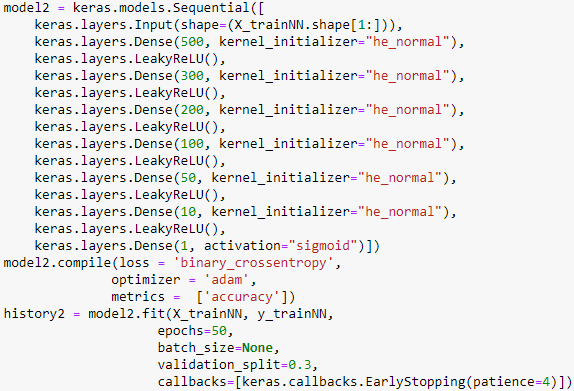 model2 = keras.models.Sequential([
    keras.layers.Input(shape=(X_trainNN.shape[1:])),
    keras.layers.Dense(500, kernel_initializer="he_normal"),
    keras.layers.LeakyReLU(),
    keras.layers.Dense(300, kernel_initializer="he_normal"),
    keras.layers.LeakyReLU(),
    keras.layers.Dense(200, kernel_initializer="he_normal"),
    keras.layers.LeakyReLU(),
    keras.layers.Dense(100, kernel_initializer="he_normal"),
    keras.layers.LeakyReLU(),
    keras.layers.Dense(50, kernel_initializer="he_normal"),
    keras.layers.LeakyReLU(),
    keras.layers.Dense(10, kernel_initializer="he_normal"),
    keras.layers.LeakyReLU(),
    keras.layers.Dense(1, activation="sigmoid")])
model2.compile(loss = 'binary_crossentropy',
              optimizer = 'adam',
              metrics =  ['accuracy'])
history2 = model2.fit(X_trainNN, y_trainNN,
                    epochs=50,
                    batch_size=None,
                    validation_split=0.3,
                    callbacks=[keras.callbacks.EarlyStopping(patience=4)])